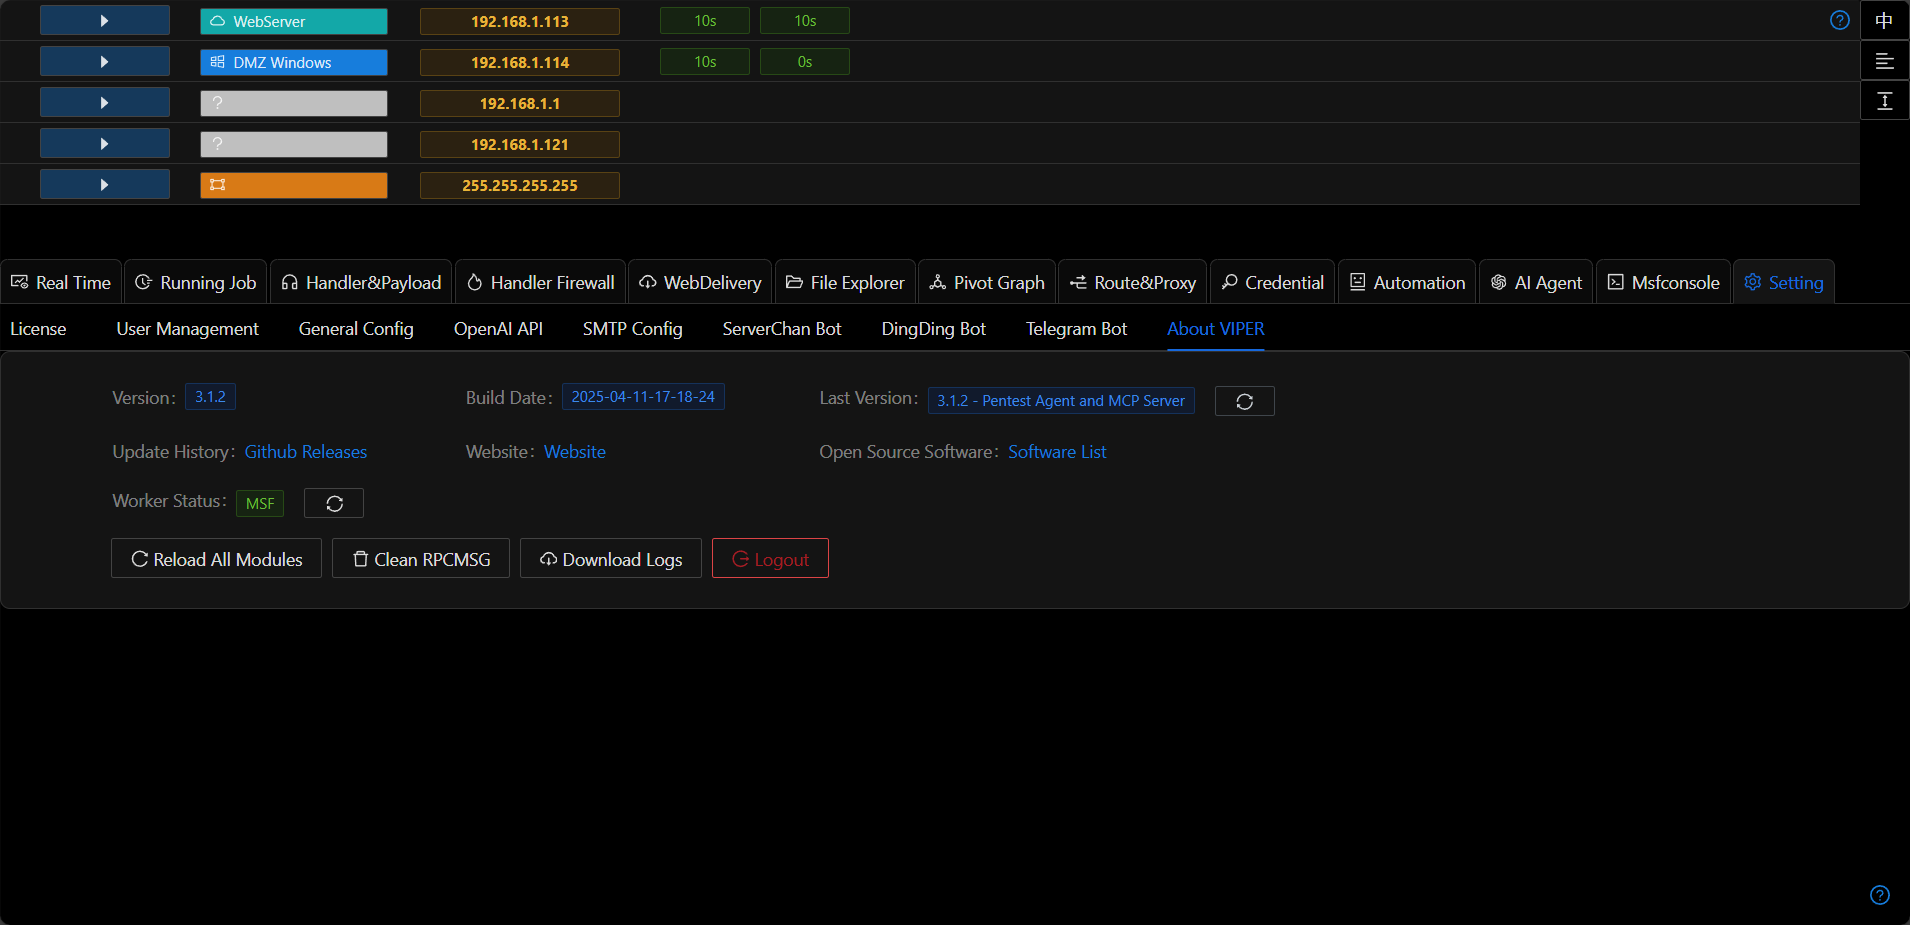 WebServer 192.168.1.113 10s 10s 中
DMZ Windows 192.168.1.114 10s 0s
? 192.168.1.1
? 192.168.1.121
255.255.255.255
Real Time Running Job Handler&Payload Handler Firewall WebDelivery File Explorer Pivot Graph Route&Proxy Credential Automation AI Agent Msfconsole Setting
License User Management General Config OpenAI API SMTP Config ServerChan Bot DingDing Bot Telegram Bot About VIPER
Version: 3.1.2 Build Date: 2025-04-11-17-18-24 Last Version: 3.1.2 - Pentest Agent and MCP Server
Update History: Github Releases Website: Website Open Source Software: Software List
Worker Status: MSF
Reload All Modules Clean RPCMSG Download Logs Logout